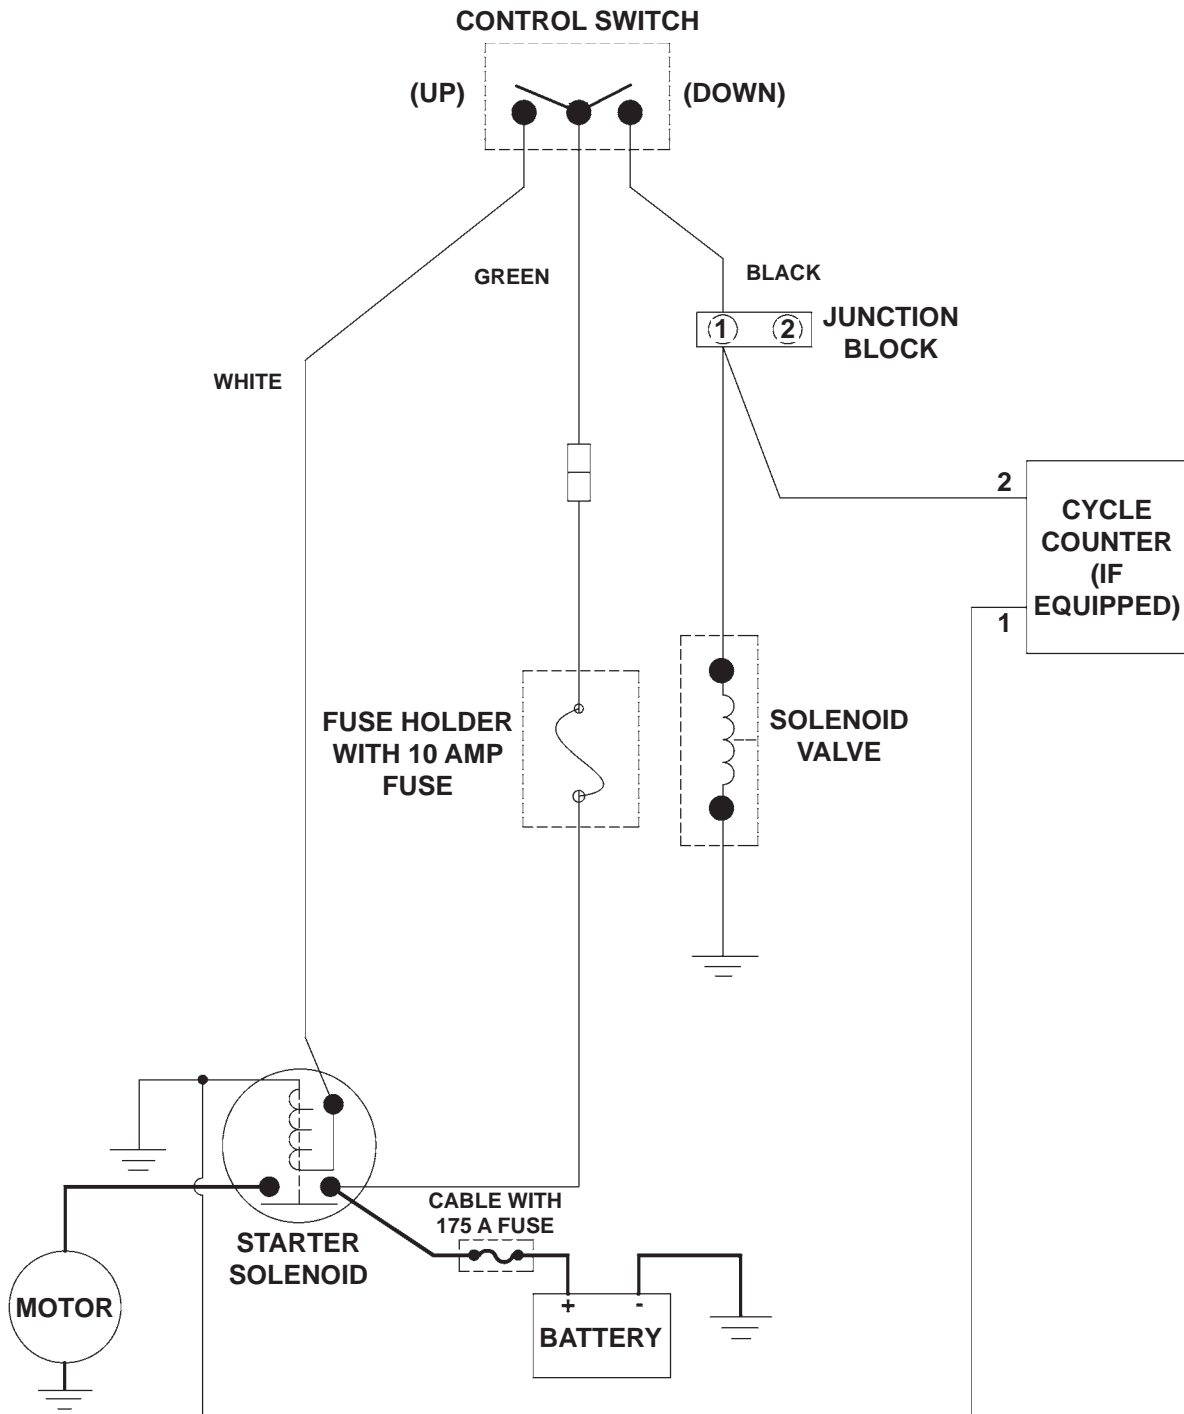 CONTROL SWITCH
(UP)
(DOWN)
GREEN
BLACK
1
2
JUNCTION
BLOCK
WHITE
2
CYCLE
COUNTER
(IF
EQUIPPED)
1
FUSE HOLDER
WITH 10 AMP
FUSE
SOLENOID
VALVE
CABLE WITH
175 A FUSE
STARTER
SOLENOID
MOTOR
+
-
BATTERY